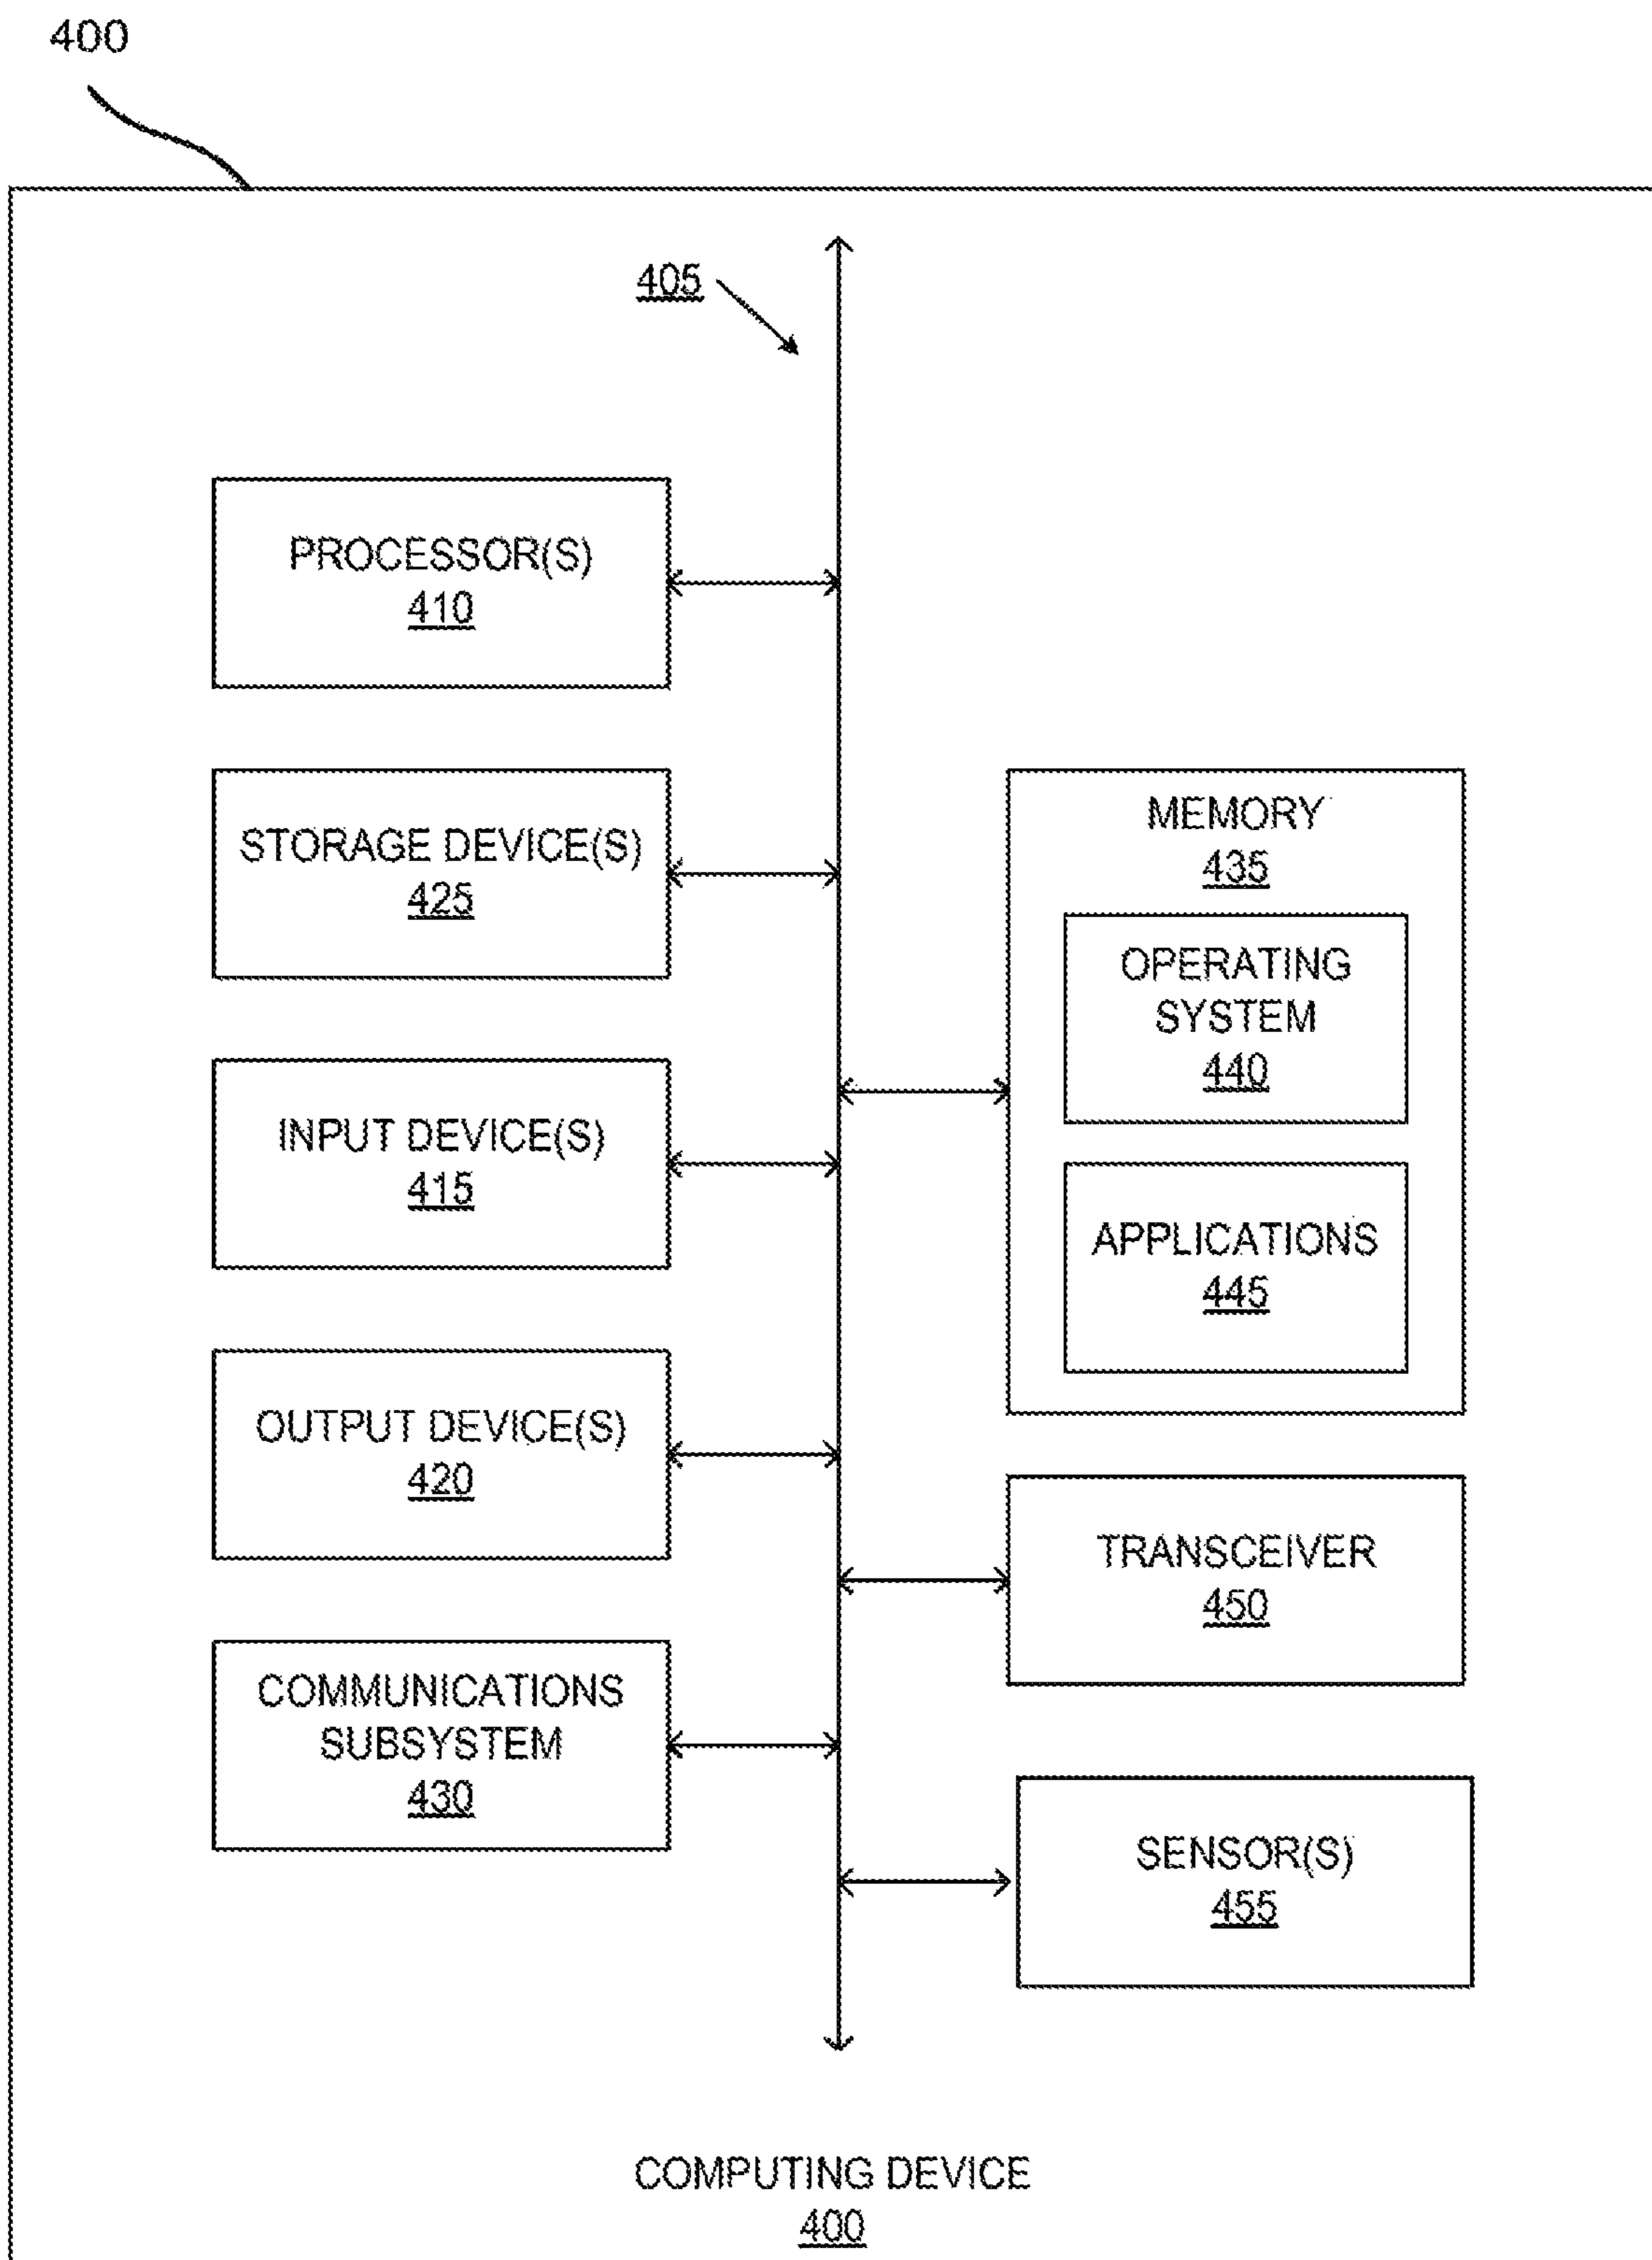 400
405
PROCESSOR(S)
410
STORAGE DEVICE(S)
425
INPUT DEVICE(S)
415
OUTPUT DEVICE(S)
420
COMMUNICATIONS
SUBSYSTEM
430
MEMORY
435
OPERATING
SYSTEM
440
APPLICATIONS
445
TRANSCEIVER
450
SENSOR(S)
455
COMPUTING DEVICE
400